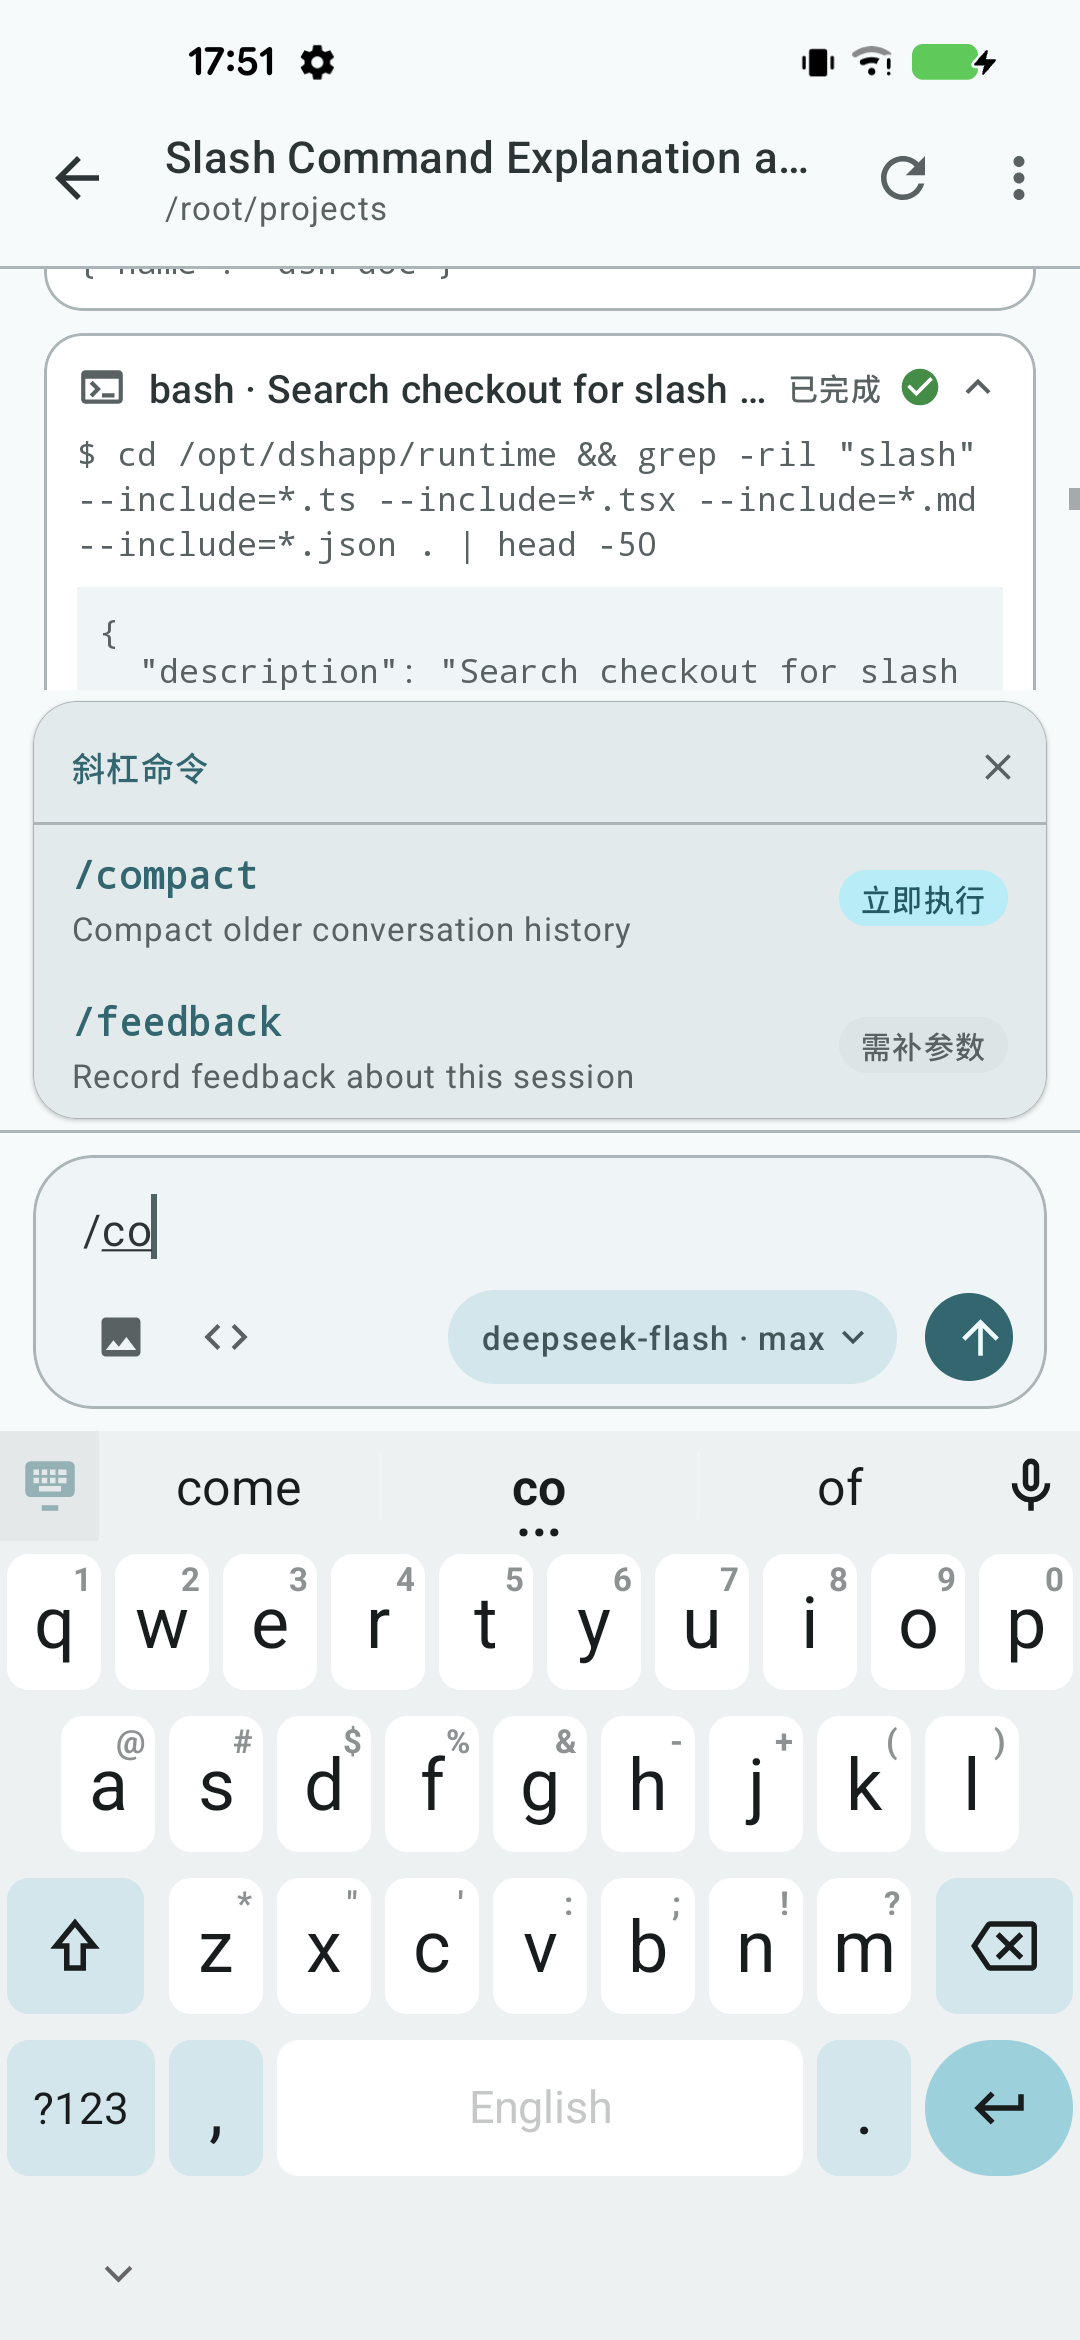 17:51
Slash Command Explanation a...
/root/projects
bash · Search checkout for slash ... 已完成
$ cd /opt/dshapp/runtime && grep -ril "slash"
--include=*.ts --include=*.tsx --include=*.md
--include=*.json . | head -50
{
"description": "Search checkout for slash
斜杠命令
/compact
立即执行
Compact older conversation history
/feedback
需补参数
Record feedback about this session
/co
deepseek-flash · max
come co of
1 2 3 4 5 6 7 8 9 0
q w e r t y u i o p
@ # $ % & - + ( )
a s d f g h j k l
* " ' : ; ! ?
z x c v b n m
?123 , English .